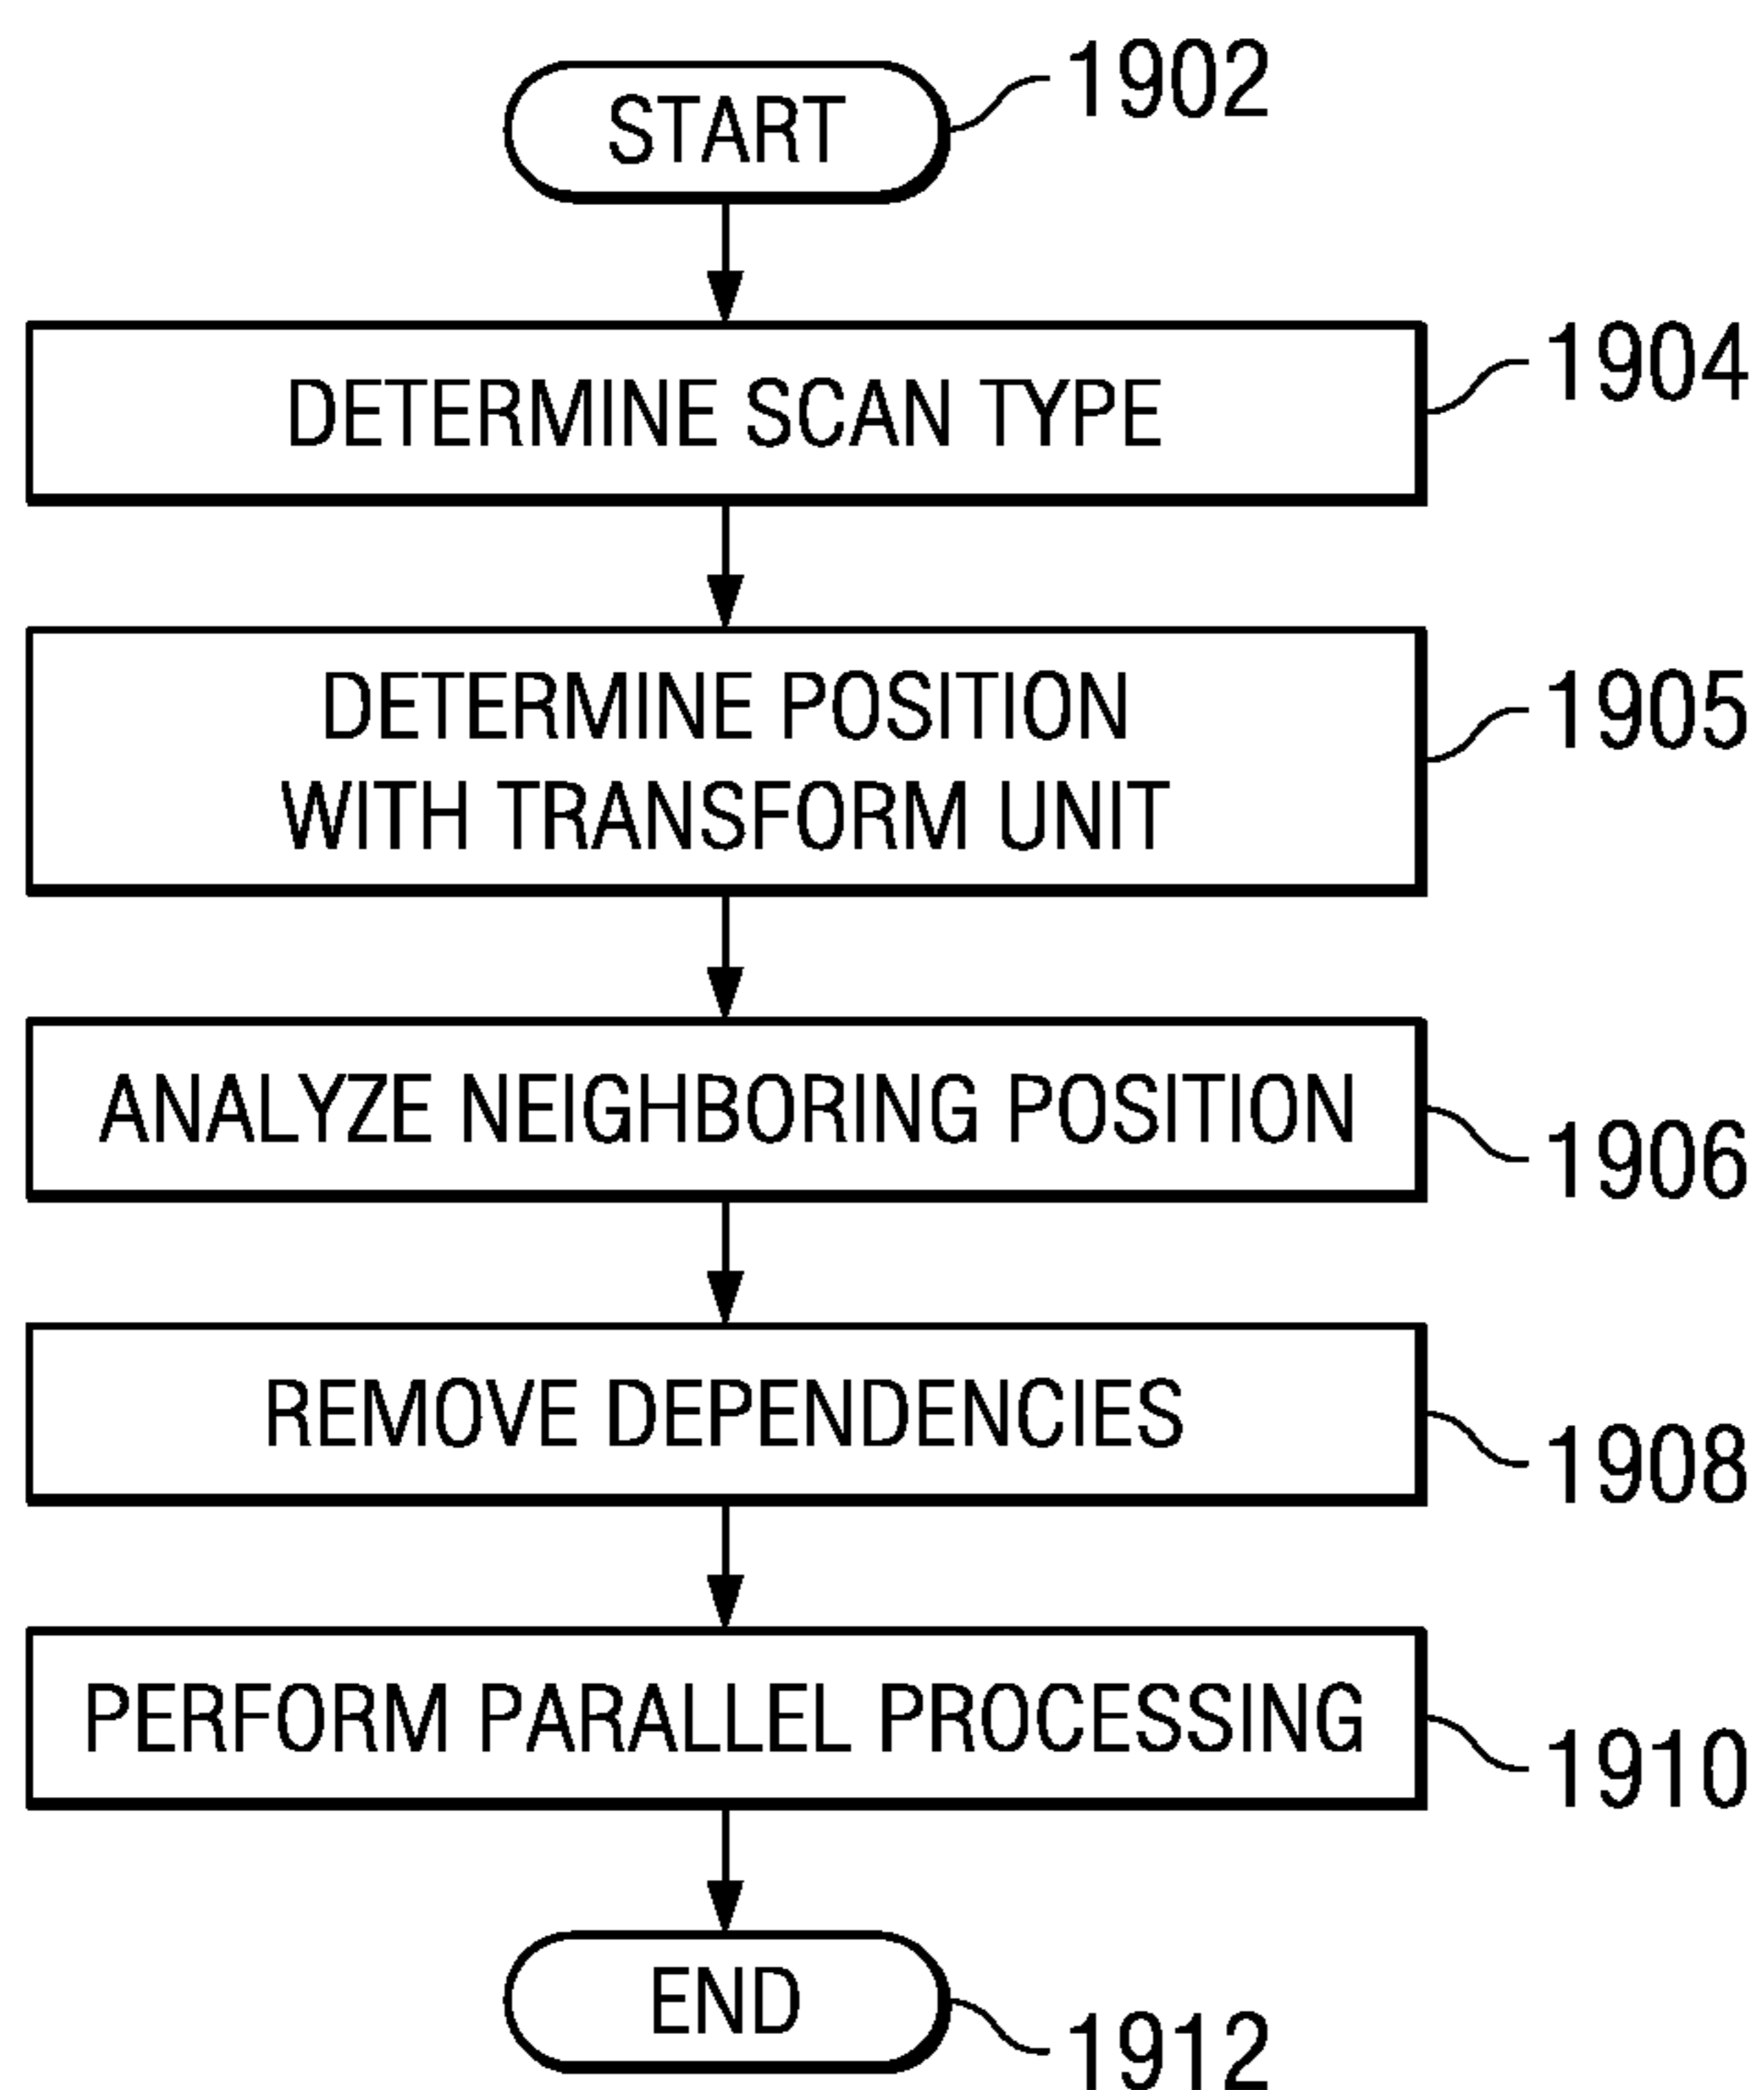 START
1902
DETERMINE SCAN TYPE
1904
DETERMINE POSITION
WITH TRANSFORM UNIT
1905
ANALYZE NEIGHBORING POSITION
1906
REMOVE DEPENDENCIES
1908
PERFORM PARALLEL PROCESSING
1910
END
1912